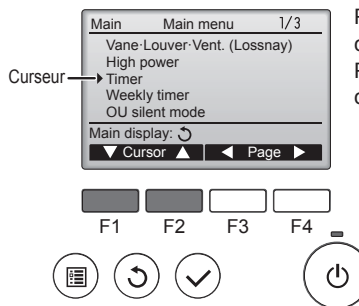 Main Main menu 1/3
Vane·Louver·Vent. (Lossnay)
High power
Curseur Timer
Weekly timer
OU silent mode
Main display:
Cursor Page
F1 F2 F3 F4